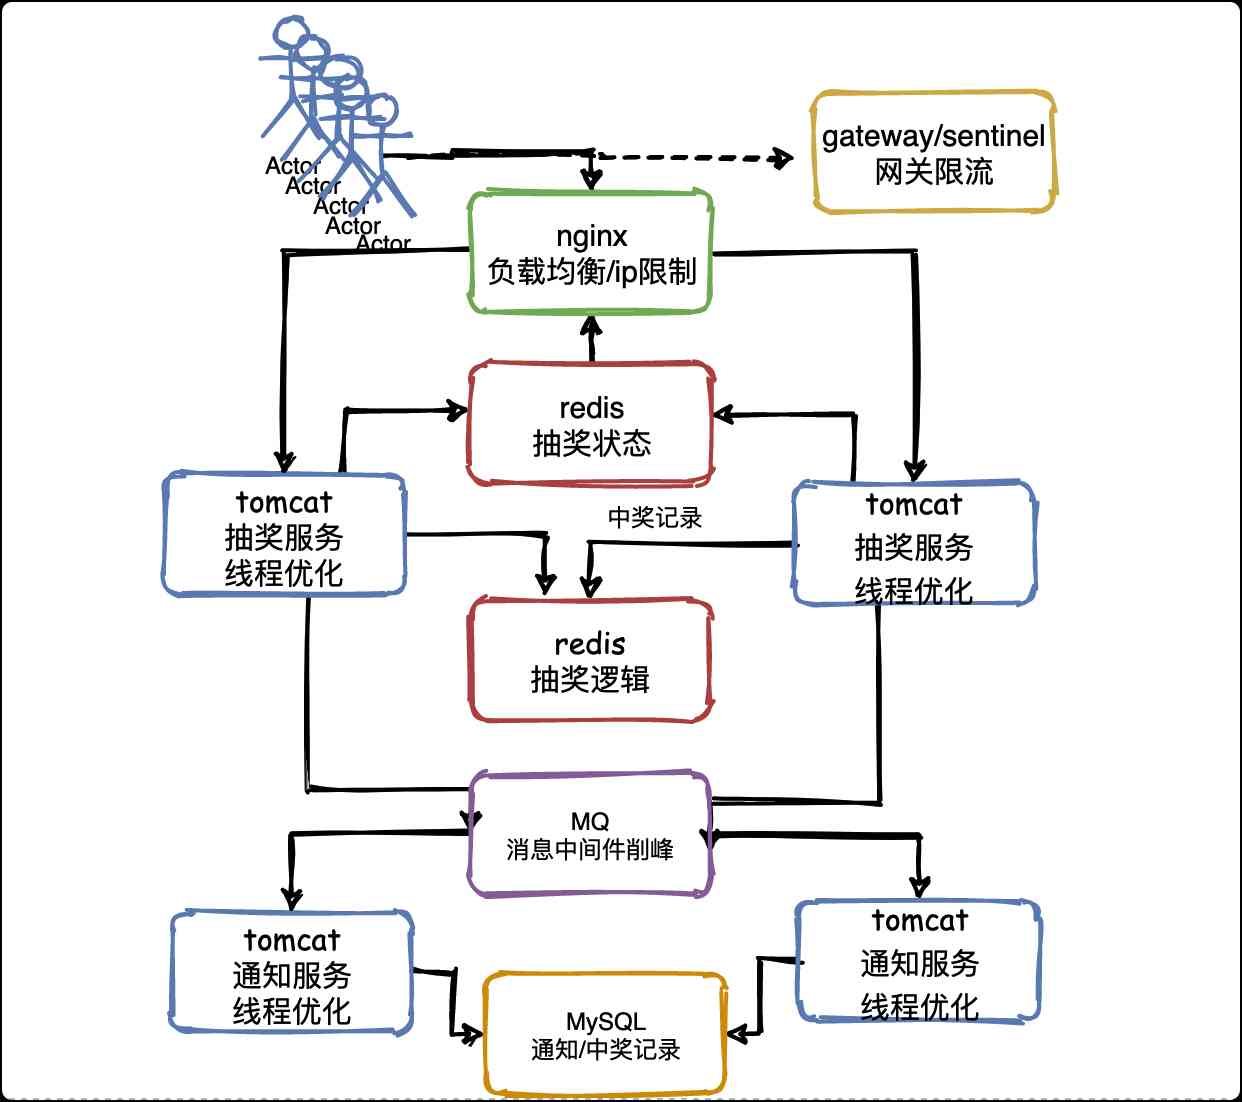 gateway/sentinel
网关限流
Actor
Actor
Actor
Actor
Actor
nginx
负载均衡/ip限制
redis
抽奖状态
tomcat
抽奖服务
线程优化
中奖记录
tomcat
抽奖服务
线程优化
redis
抽奖逻辑
MQ
消息中间件削峰
tomcat
通知服务
线程优化
tomcat
通知服务
线程优化
MySQL
通知/中奖记录